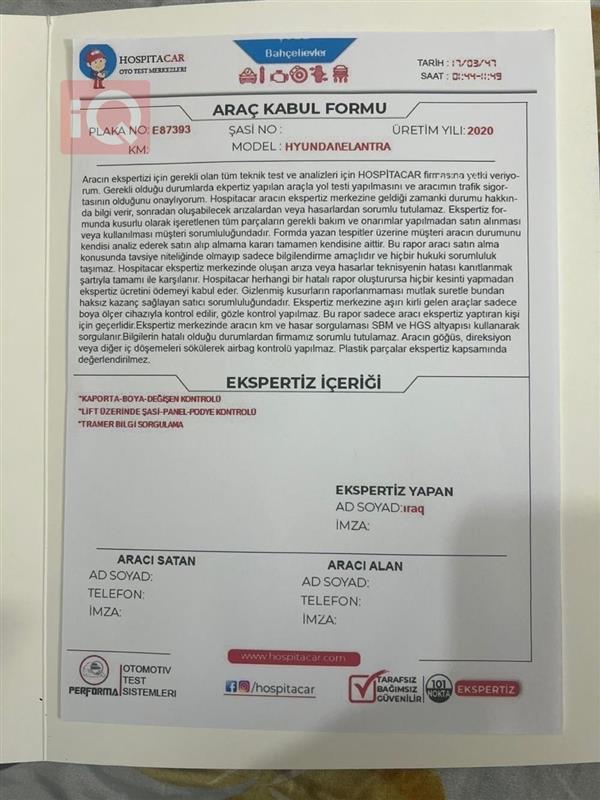 HOSPITACAR
OTO TEST MERKEZLERİ
Bahçelievler
TARİH : 17/03/47
SAAT : 01:44-11:49
iQ
ARAÇ KABUL FORMU
PLAKA NO: E87393
ŞASİ NO :
ÜRETİM YILI: 2020
KM:
MODEL : HYUNDAI\ELANTRA
Aracın ekspertizi için gerekli olan tüm teknik test ve analizleri için HOSPİTACAR firmasına yetki veriyo-
rum. Gerekli olduğu durumlarda ekpertiz yapılan araçla yol testi yapılmasını ve aracımın trafik sigor-
tasının olduğunu onaylıyorum. Hospitacar aracın ekspertiz merkezine geldiği zamanki durumu hakkın-
da bilgi verir, sonradan oluşabilecek arızalardan veya hasarlardan sorumlu tutulamaz. Ekspertiz for-
munda kusurlu olarak işeretlenen tüm parçaların gerekli bakım ve onarımlar yapılmadan satın alınması
veya kullanılması müşteri sorumluluğundadır. Formda yazan tespitler üzerine müşteri aracın durumunu
kendisi analiz ederek satın alıp almama kararı tamamen kendisine aittir. Bu rapor aracı satın alma
konusunda tavsiye niteliğinde olmayıp sadece bilgilendirme amaçlıdır ve hiçbir hukuki sorumluluk
taşımaz. Hospitacar ekspertiz merkezinde oluşan arıza veya hasarlar teknisyenin hatası kanıtlanmak
şartıyla tamamı ile karşılanır. Hospitacar herhangi bir hatalı rapor oluşturursa hiçbir kesinti yapmadan
ekspertiz ücretini ödemeyi kabul eder. Gizlenmiş kusurların raporlanmaması mutlak suretle bundan
haksız kazanç sağlayan satıcı sorumluluğundadır. Ekspertiz merkezine aşırı kirli gelen araçlar sadece
boya ölçer cihazıyla kontrol edilir, gözle kontrol yapılmaz. Bu rapor sadece aracı ekspertiz yaptıran kişi
için geçerlidir.Ekspertiz merkezinde aracın km ve hasar sorgulaması SBM ve HGS altyapısı kullanarak
sorgulanır.Bilgilerin hatalı olduğu durumlardan firmamız sorumlu tutulamaz. Aracın göğüs, direksiyon
veya diğer iç döşemeleri sökülerek airbag kontrolü yapılmaz. Plastik parçalar ekspertiz kapsamında
değerlendirilmez.
EKSPERTİZ İÇERİĞİ
*KAPORTA-BOYA-DEĞİŞEN KONTROLÜ
*LİFT ÜZERİNDE ŞASİ-PANEL-PODYE KONTROLÜ
*TRAMER BİLGİ SORGULAMA
EKSPERTİZ YAPAN
AD SOYAD:ıraq
İMZA:
ARACI SATAN
AD SOYAD:
TELEFON:
İMZA:
ARACI ALAN
AD SOYAD:
TELEFON:
İMZA:
www.hospitacar.com
PERFORMA
OTOMOTIV
TEST
SİSTEMLERI
/hospitacar
TARAFSIZ
BAĞIMSIZ
GÜVENİLİR
101
NOKTA
EKSPERTİZ